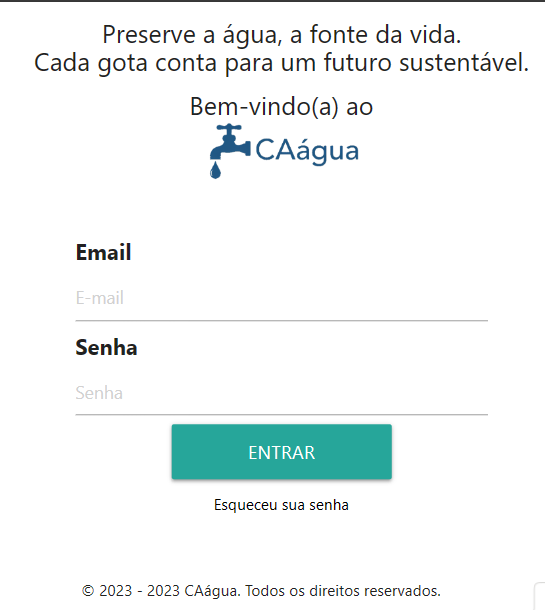 Preserve a água, a fonte da vida.
Cada gota conta para um futuro sustentável.
Bem-vindo(a) ao
CAágua
Email
E-mail
Senha
Senha
ENTRAR
Esqueceu sua senha
© 2023 - 2023 CAágua. Todos os direitos reservados.